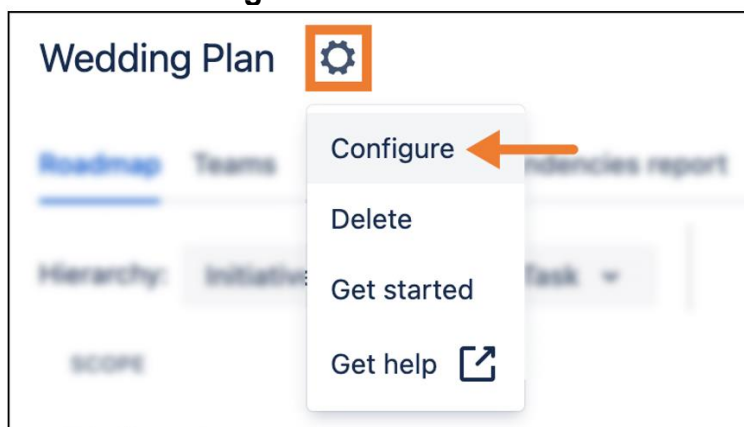 Wedding Plan
Configure
Roadmap Teams ndencies report
Delete
Hierarchy: Initiative Task
Get started
SCOPE
Get help